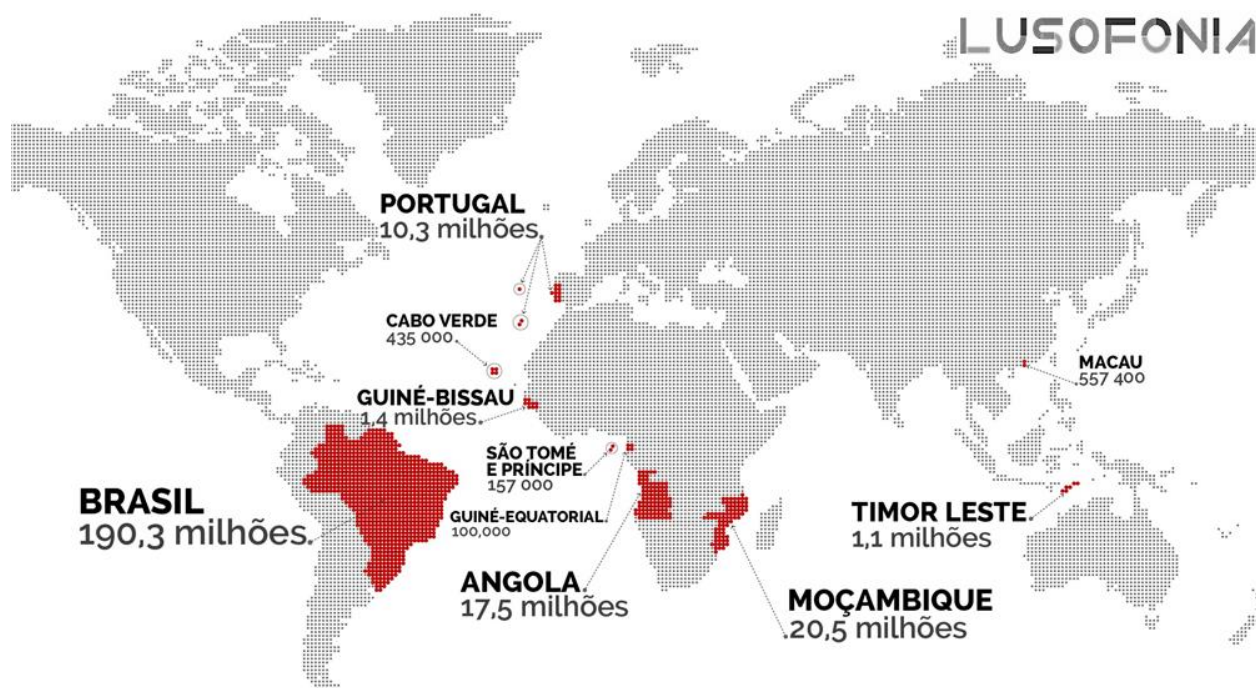 LUSOFONIA
PORTUGAL
10,3 milhões
CABO VERDE
435 000
MACAU
557 400
GUINÉ-BISSAU
1,4 milhões
SÃO TOMÉ
E PRÍNCIPE
157 000
BRASIL
190,3 milhões
GUINÉ-EQUATORIAL
100,000
TIMOR LESTE
1,1 milhões
ANGOLA
17,5 milhões
MOÇAMBIQUE
20,5 milhões